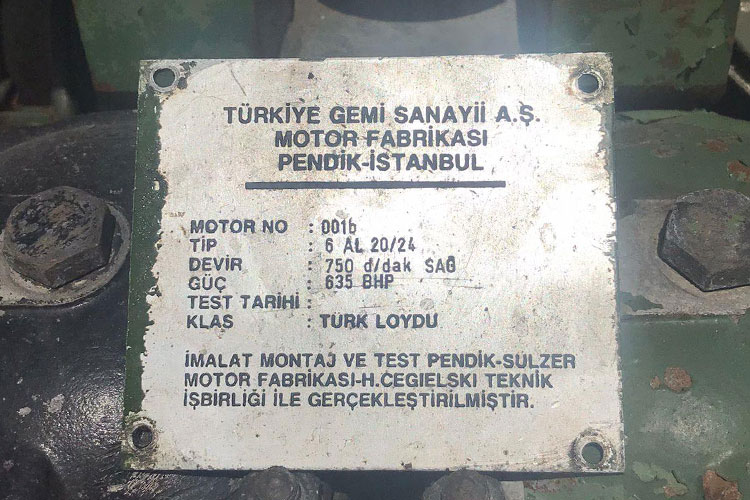 TÜRKİYE GEMİ SANAYİİ A.Ş.
MOTOR FABRİKASI
PENDİK-İSTANBUL
MOTOR NO : 001b
TİP : 6 AL 20/24
DEVİR : 750 d/dak SAĞ
GÜÇ : 635 BHP
TEST TARİHİ :
KLAS : TÜRK LOYDU
İMALAT MONTAJ VE TEST PENDİK-SULZER
MOTOR FABRİKASI-H.CEGIELSKI TEKNİK
İŞBİRLİĞİ İLE GERÇEKLEŞTİRİLMİŞTİR.